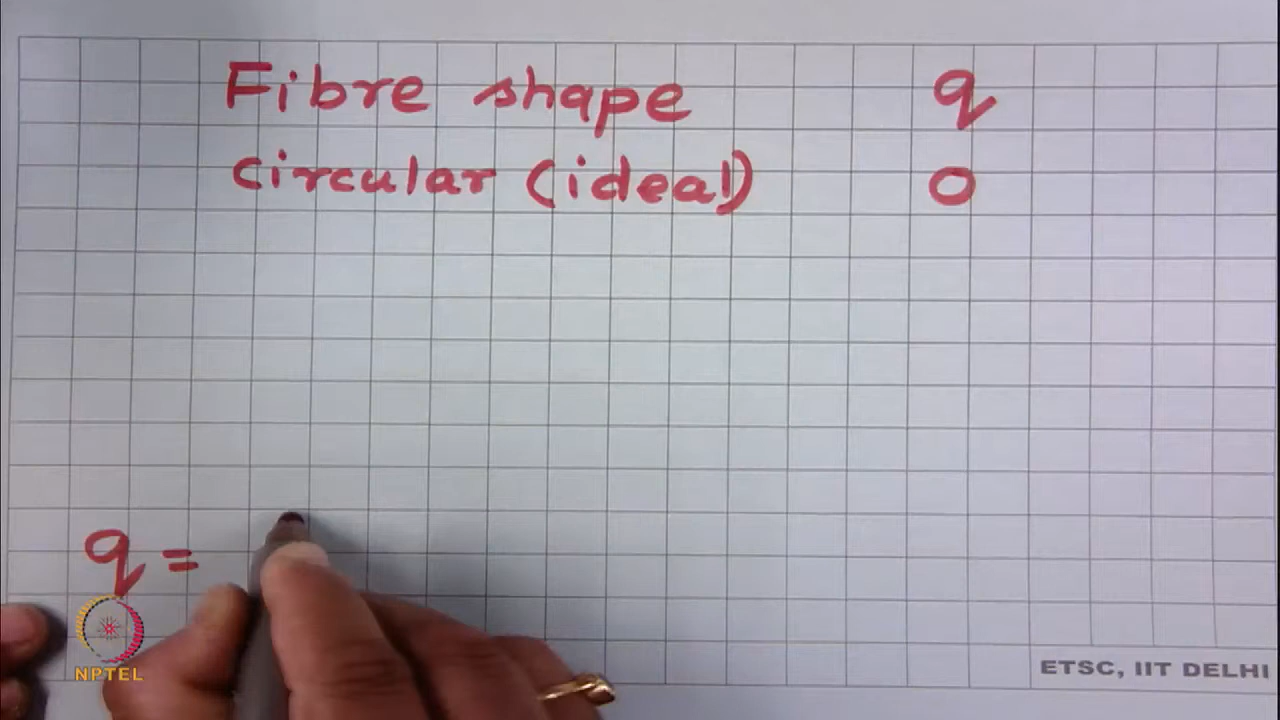 Fibre shape q
circular (ideal) 0
q =
NPTEL
ETSC, IIT DELHI